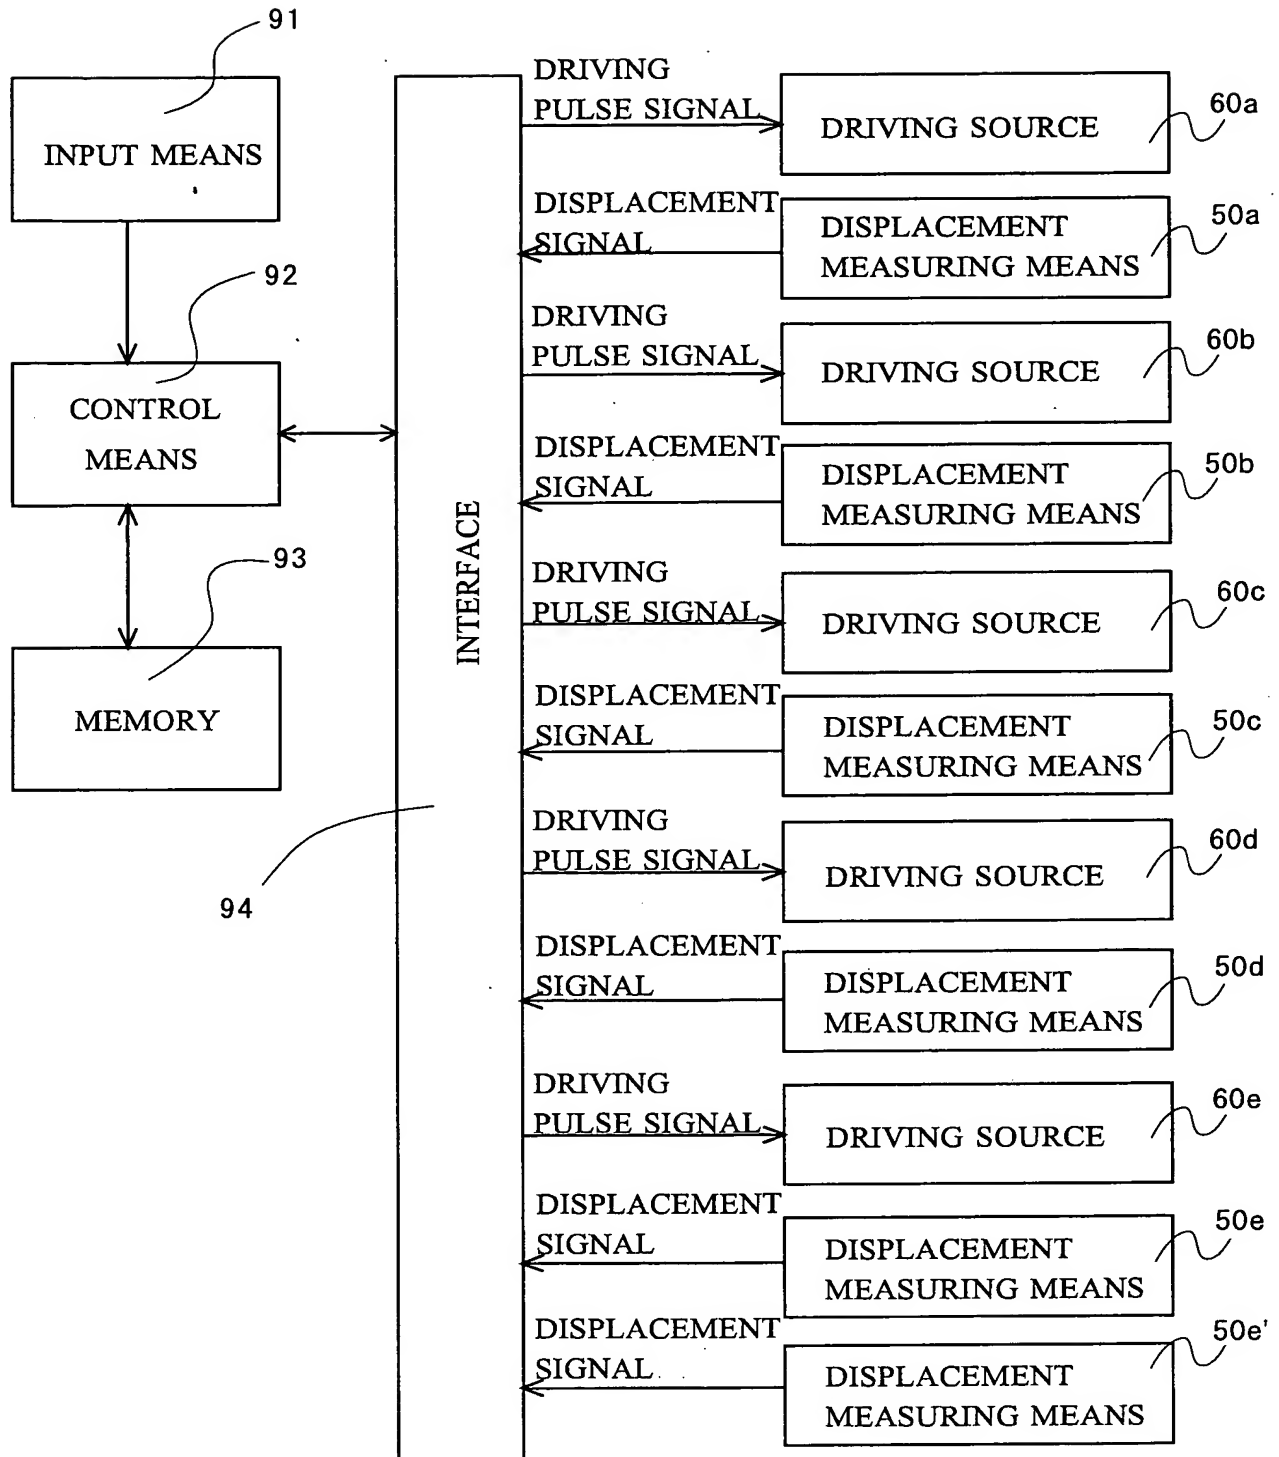 91
INPUT MEANS
92
CONTROL
MEANS
93
MEMORY
INTERFACE
94
DRIVING
PULSE SIGNAL
DRIVING SOURCE
60a
DISPLACEMENT
SIGNAL
DISPLACEMENT
MEASURING MEANS
50a
DRIVING
PULSE SIGNAL
DRIVING SOURCE
60b
DISPLACEMENT
SIGNAL
DISPLACEMENT
MEASURING MEANS
50b
DRIVING
PULSE SIGNAL
DRIVING SOURCE
60c
DISPLACEMENT
SIGNAL
DISPLACEMENT
MEASURING MEANS
50c
DRIVING
PULSE SIGNAL
DRIVING SOURCE
60d
DISPLACEMENT
SIGNAL
DISPLACEMENT
MEASURING MEANS
50d
DRIVING
PULSE SIGNAL
DRIVING SOURCE
60e
DISPLACEMENT
SIGNAL
DISPLACEMENT
MEASURING MEANS
50e
DISPLACEMENT
SIGNAL
DISPLACEMENT
MEASURING MEANS
50e'